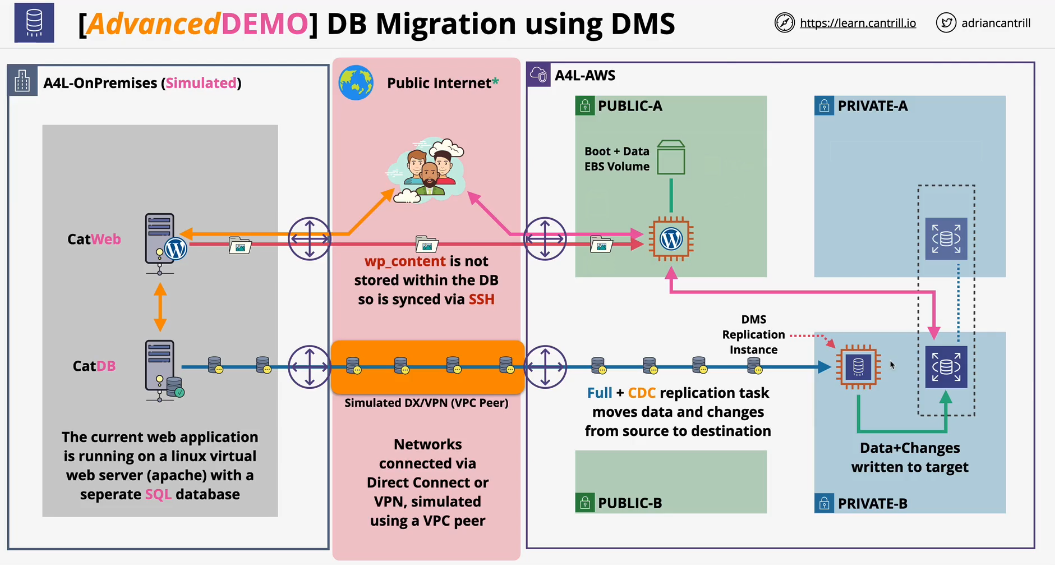 [AdvancedDEMO] DB Migration using DMS
https://learn.cantrill.io
adriancantrill
A4L-OnPremises (Simulated)
CatWeb
CatDB
The current web application
is running on a linux virtual
web server (apache) with a
seperate SQL database
Public Internet*
wp_content is not
stored within the DB
so is synced via SSH
Simulated DX/VPN (VPC Peer)
Networks
connected via
Direct Connect or
VPN, simulated
using a VPC peer
A4L-AWS
PUBLIC-A
Boot + Data
EBS Volume
PRIVATE-A
DMS
Replication
Instance
Full + CDC replication task
moves data and changes
from source to destination
Data+Changes
written to target
PUBLIC-B
PRIVATE-B